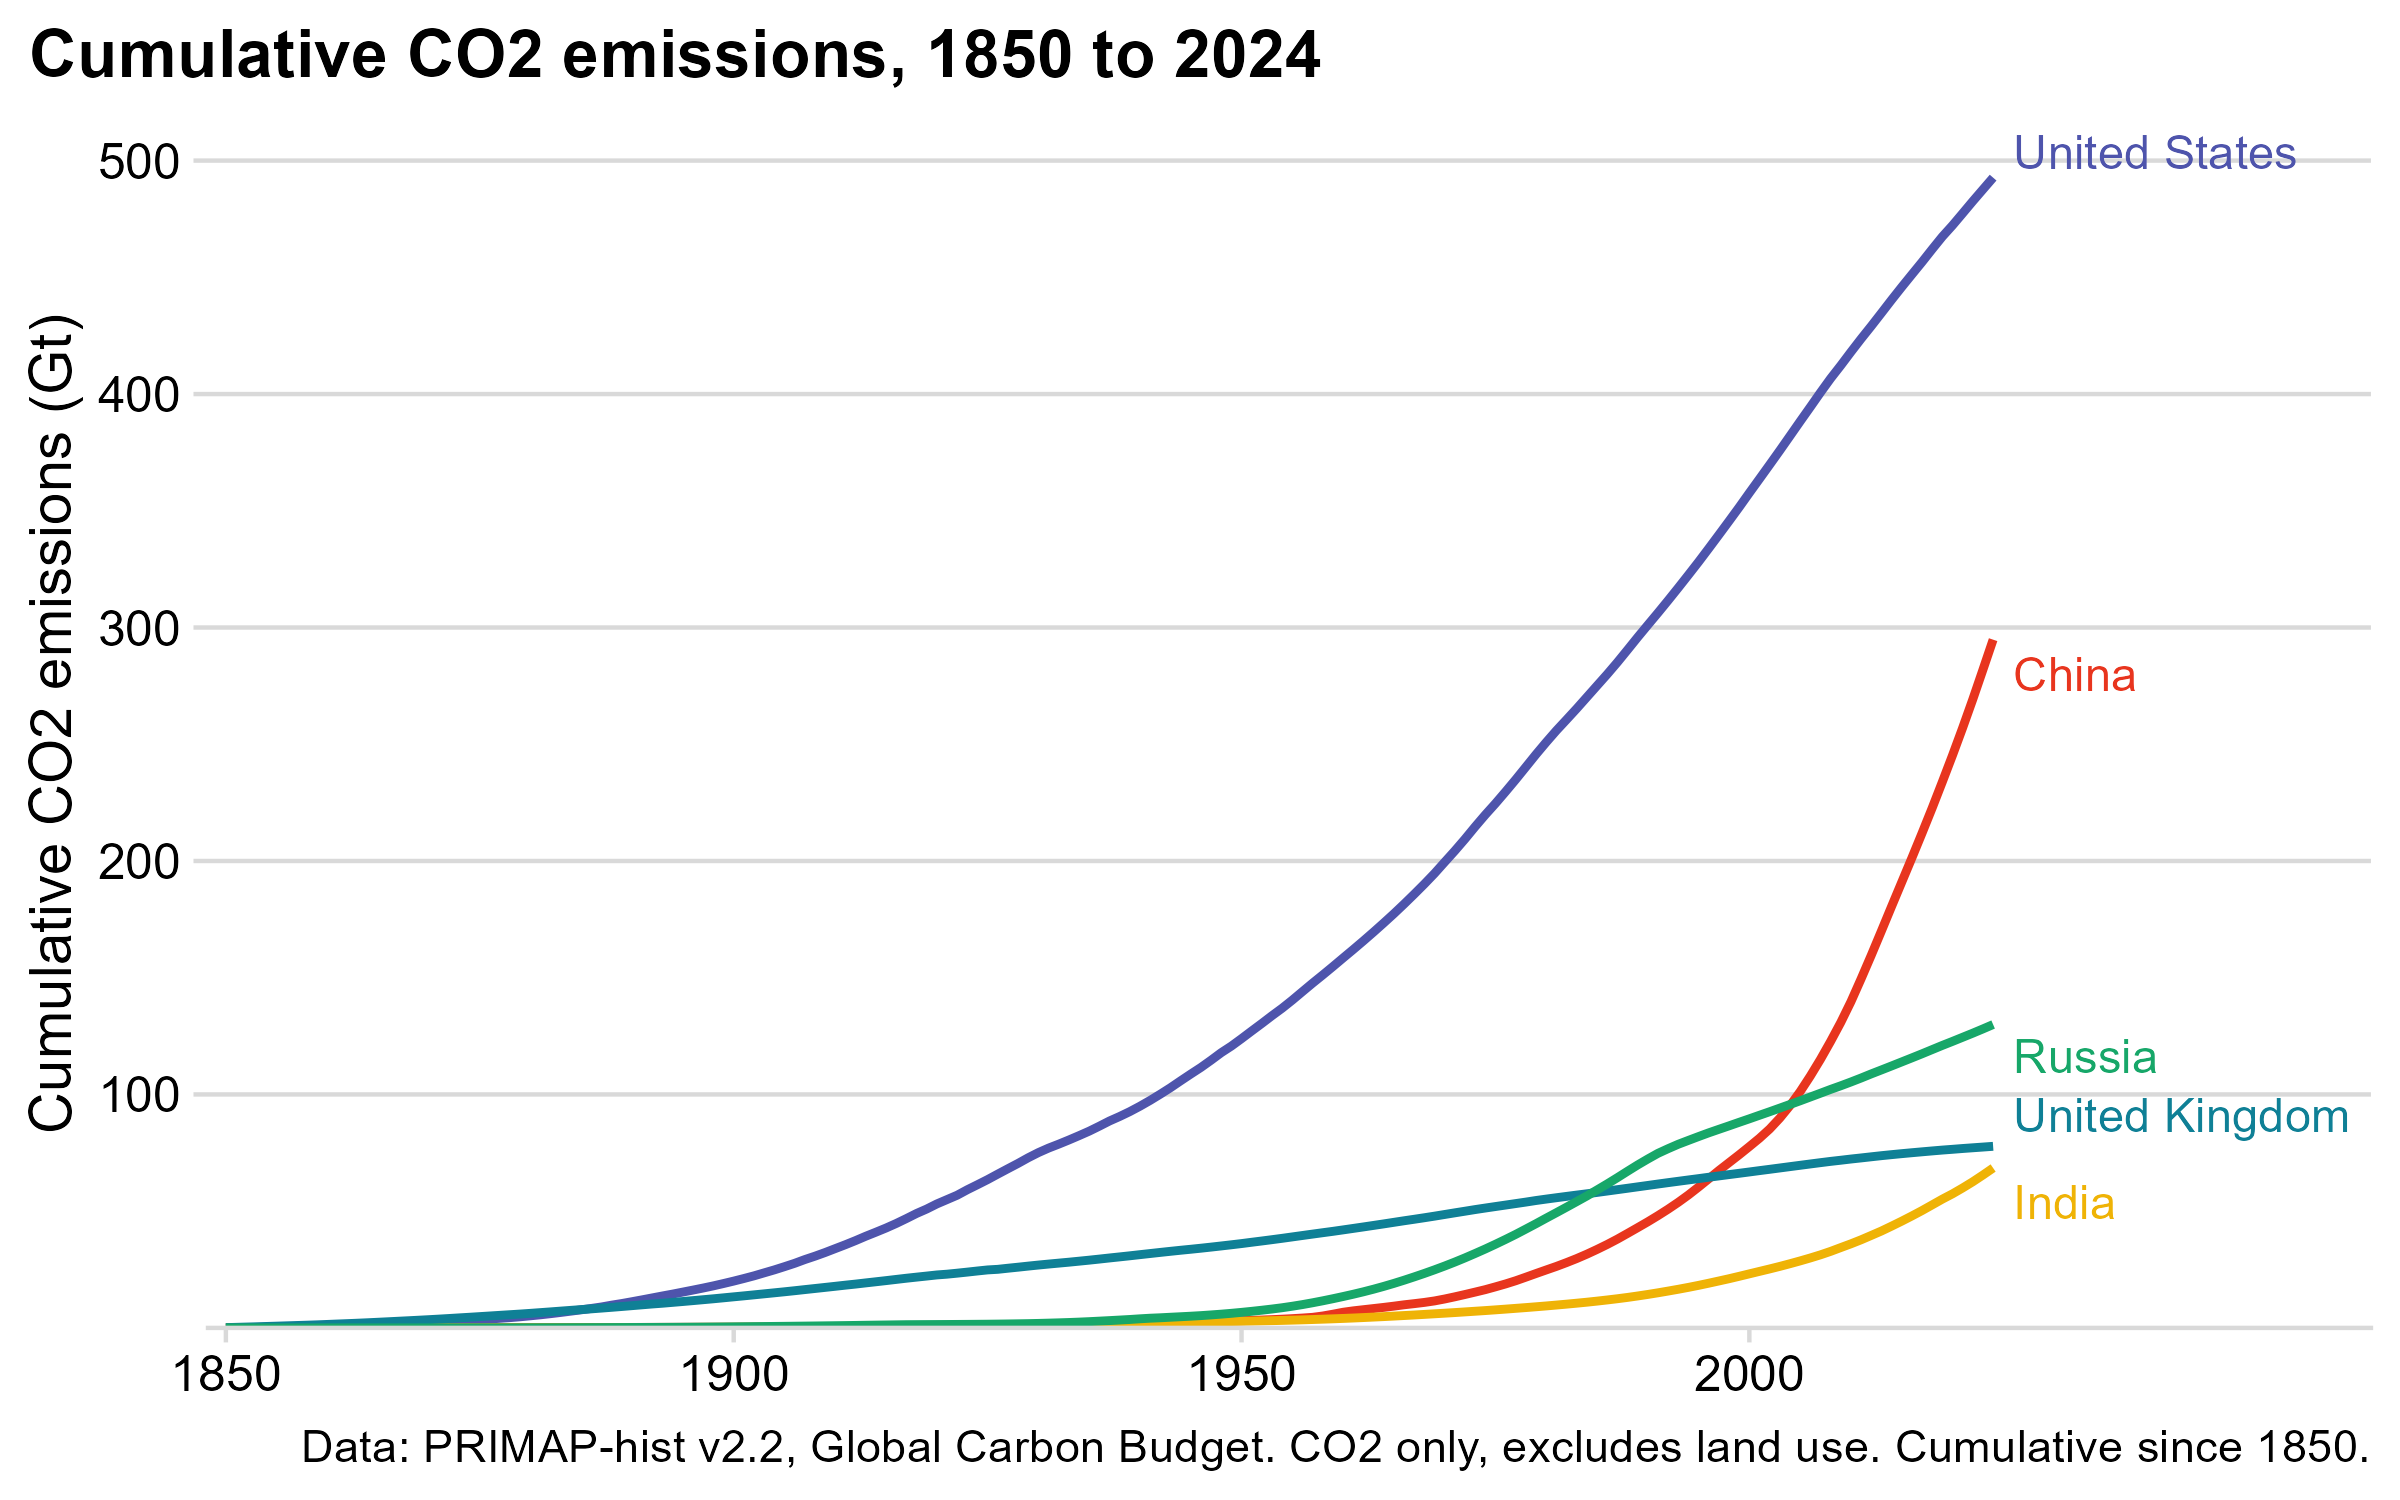 Cumulative CO2 emissions, 1850 to 2024
Cumulative CO2 emissions (Gt)
500
400
300
200
100
United States
China
Russia
United Kingdom
India
1850
1900
1950
2000
Data: PRIMAP-hist v2.2, Global Carbon Budget. CO2 only, excludes land use. Cumulative since 1850.